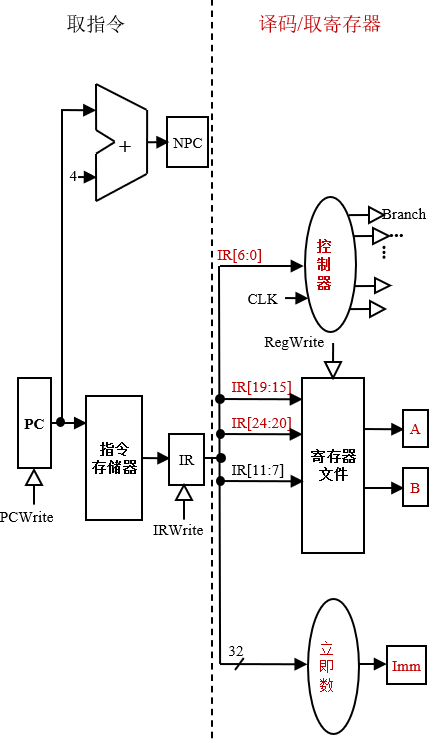 取指令
译码/取寄存器
+
NPC
4
Branch
控制器
IR[6:0]
CLK
RegWrite
IR[19:15]
PC
IR[24:20]
A
指令
存储器
IR
寄存器
文件
IR[11:7]
B
PCWrite
IRWrite
32
立即数
Imm